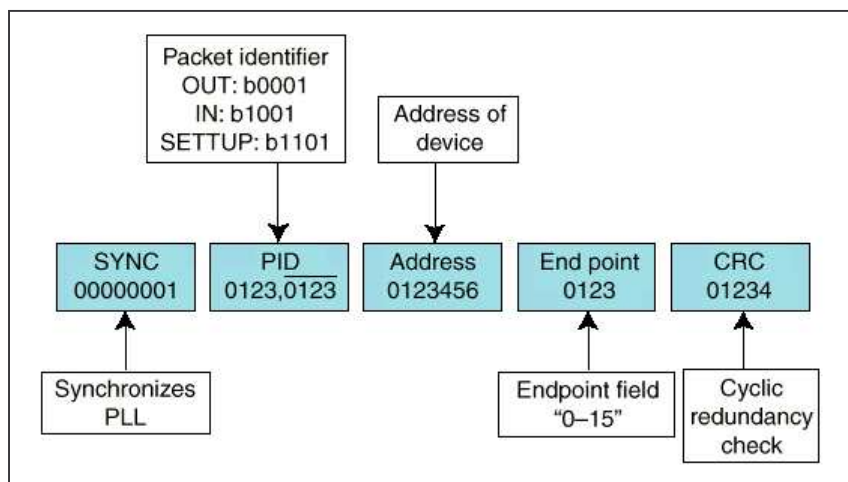 Packet identifier
OUT: b0001
IN: b1001
SETTUP: b1101
Address of
device
SYNC
00000001
PID
0123,0123
Address
0123456
End point
0123
CRC
01234
Synchronizes
PLL
Endpoint field
“0–15”
Cyclic
redundancy
check